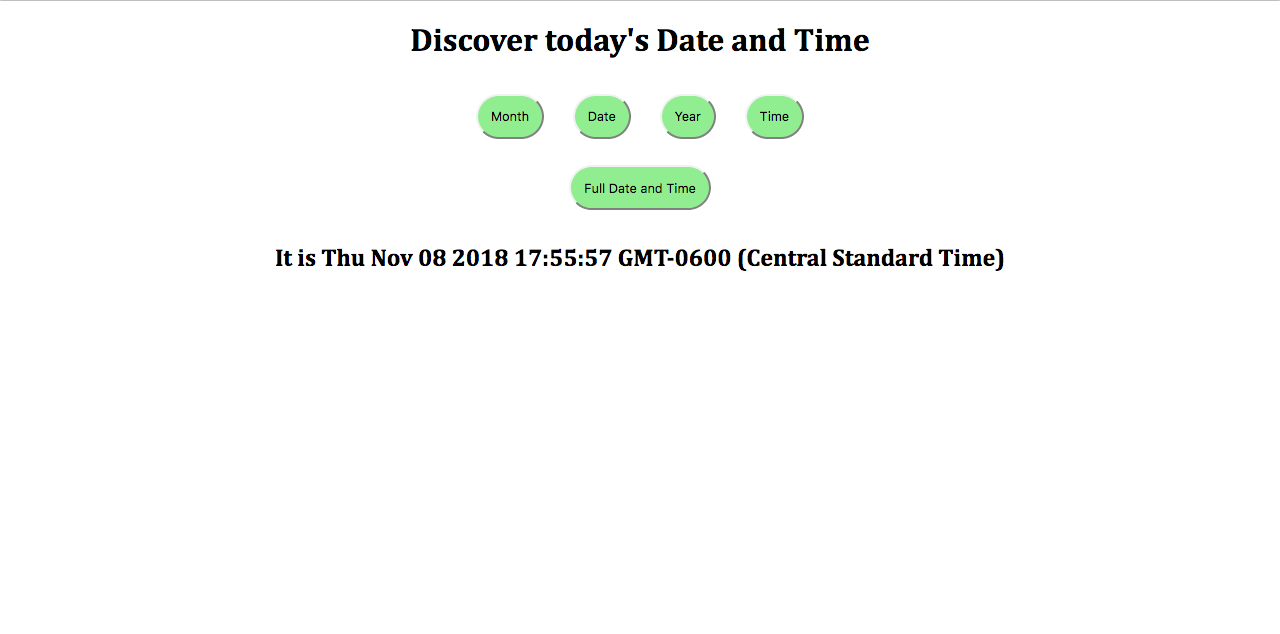 Discover today's Date and Time
Month Date Year Time
Full Date and Time
It is Thu Nov 08 2018 17:55:57 GMT-0600 (Central Standard Time)